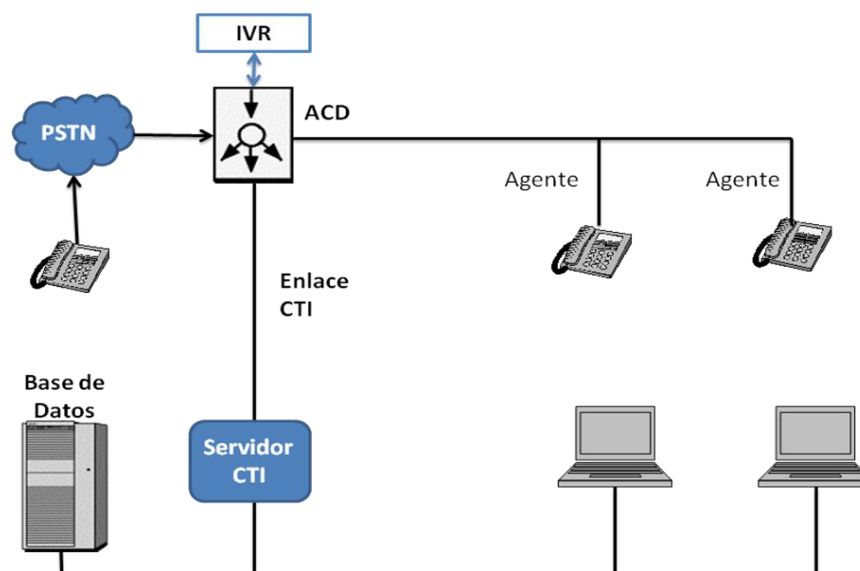 IVR
PSTN
ACD
Agente
Agente
Enlace
CTI
Base de
Datos
Servidor
CTI